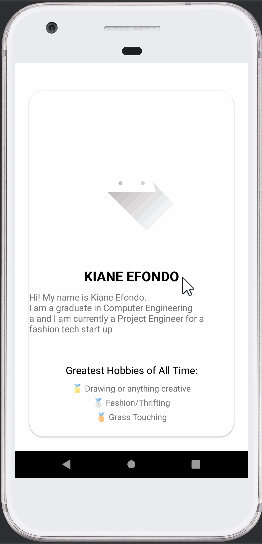 KIANE EFONDO
Hi! My name is Kiane Efondo.
I am a graduate in Computer Engineering
a and I am currently a Project Engineer for a
fashion tech start up
Greatest Hobbies of All Time:
🥇 Drawing or anything creative
🥈 Fashion/Thrifting
🥉 Grass Touching